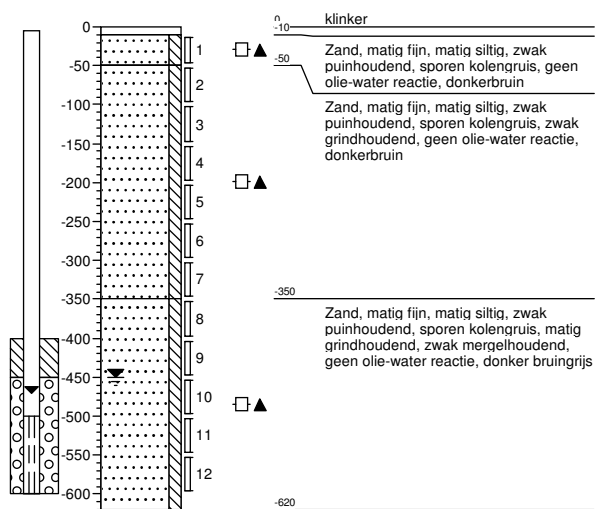 0
-50
-100
-150
-200
-250
-300
-350
-400
-450
-500
-550
-600
1
2
3
4
5
6
7
8
9
10
11
12
0
klinker
-10
Zand, matig fijn, matig siltig, zwak
puinhoudend, sporen kolengruis, geen
olie-water reactie, donkerbruin
-50
Zand, matig fijn, matig siltig, zwak
puinhoudend, sporen kolengruis, zwak
grindhoudend, geen olie-water reactie,
donkerbruin
-350
Zand, matig fijn, matig siltig, zwak
puinhoudend, sporen kolengruis, matig
grindhoudend, zwak mergelhoudend,
geen olie-water reactie, donker bruingrijs
-620